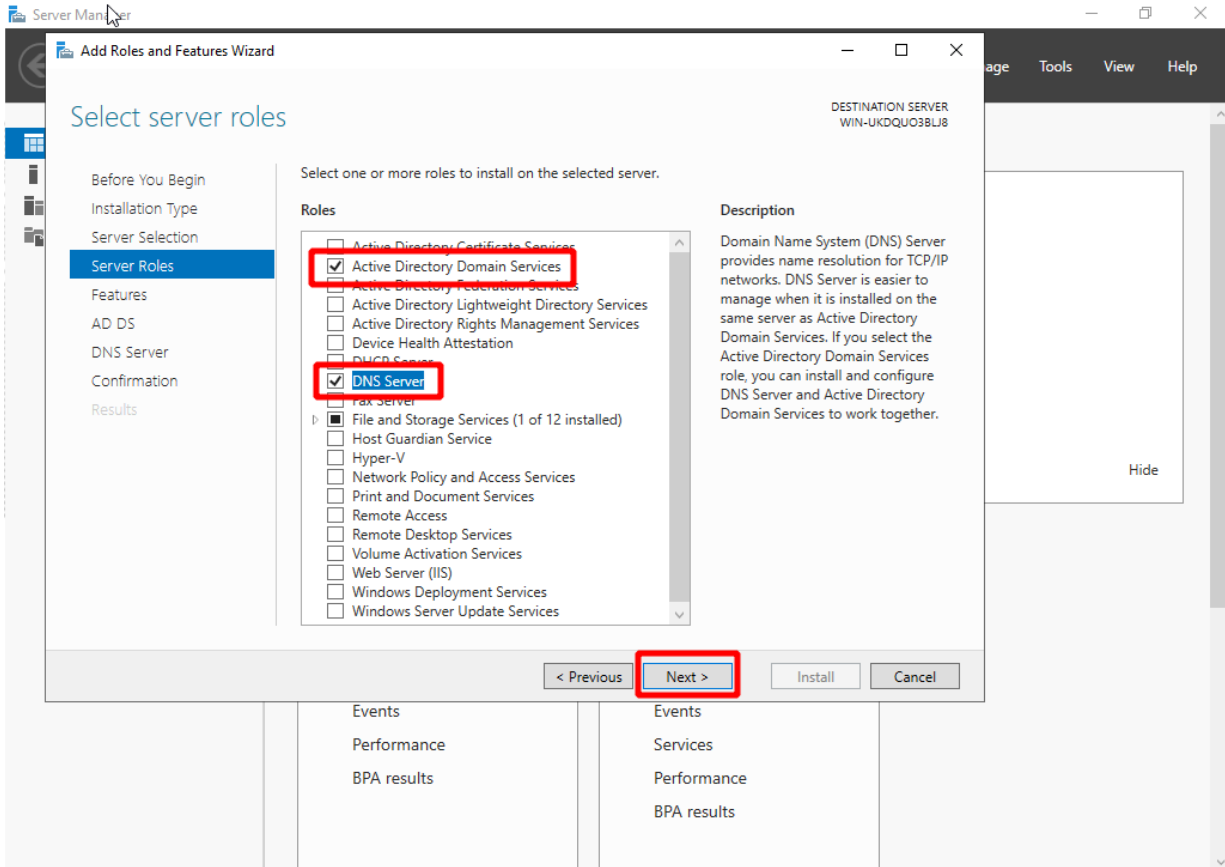 Server Manager
Add Roles and Features Wizard
age Tools View Help
Select server roles
DESTINATION SERVER
WIN-UKDQUO3BLJ8
Before You Begin
Installation Type
Server Selection
Server Roles
Features
AD DS
DNS Server
Confirmation
Results
Select one or more roles to install on the selected server.
Roles
Active Directory Certificate Services
Active Directory Domain Services
Active Directory Federation Services
Active Directory Lightweight Directory Services
Active Directory Rights Management Services
Device Health Attestation
DHCP Server
DNS Server
Fax Server
File and Storage Services (1 of 12 installed)
Host Guardian Service
Hyper-V
Network Policy and Access Services
Print and Document Services
Remote Access
Remote Desktop Services
Volume Activation Services
Web Server (IIS)
Windows Deployment Services
Windows Server Update Services
Description
Domain Name System (DNS) Server
provides name resolution for TCP/IP
networks. DNS Server is easier to
manage when it is installed on the
same server as Active Directory
Domain Services. If you select the
Active Directory Domain Services
role, you can install and configure
DNS Server and Active Directory
Domain Services to work together.
Hide
< Previous
Next >
Install
Cancel
Events
Performance
BPA results
Events
Services
Performance
BPA results